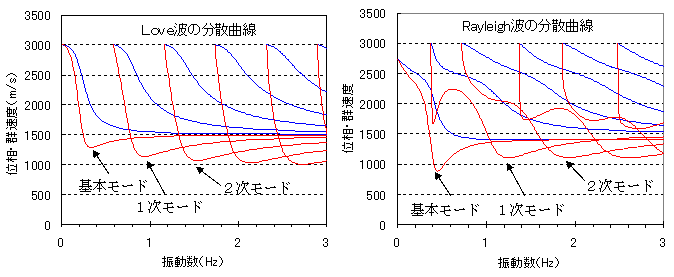 Love波の分散曲線
位相・群速度(m/s)
3500
3000
2500
2000
1500
1000
500
0
基本モード
1次モード
2次モード
0
1
2
3
振動数(Hz)
Rayleigh波の分散曲線
位相・群速度
3500
3000
2500
2000
1500
1000
500
0
基本モード
1次モード
2次モード
0
1
2
3
振動数(Hz)